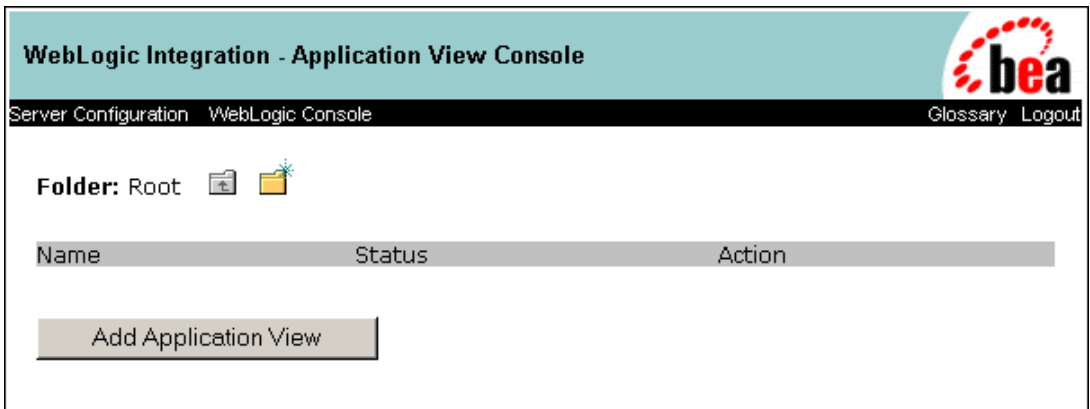 WebLogic Integration - Application View Console
bea
Server Configuration WebLogic Console Glossary Logout
Folder: Root
Name Status Action
Add Application View